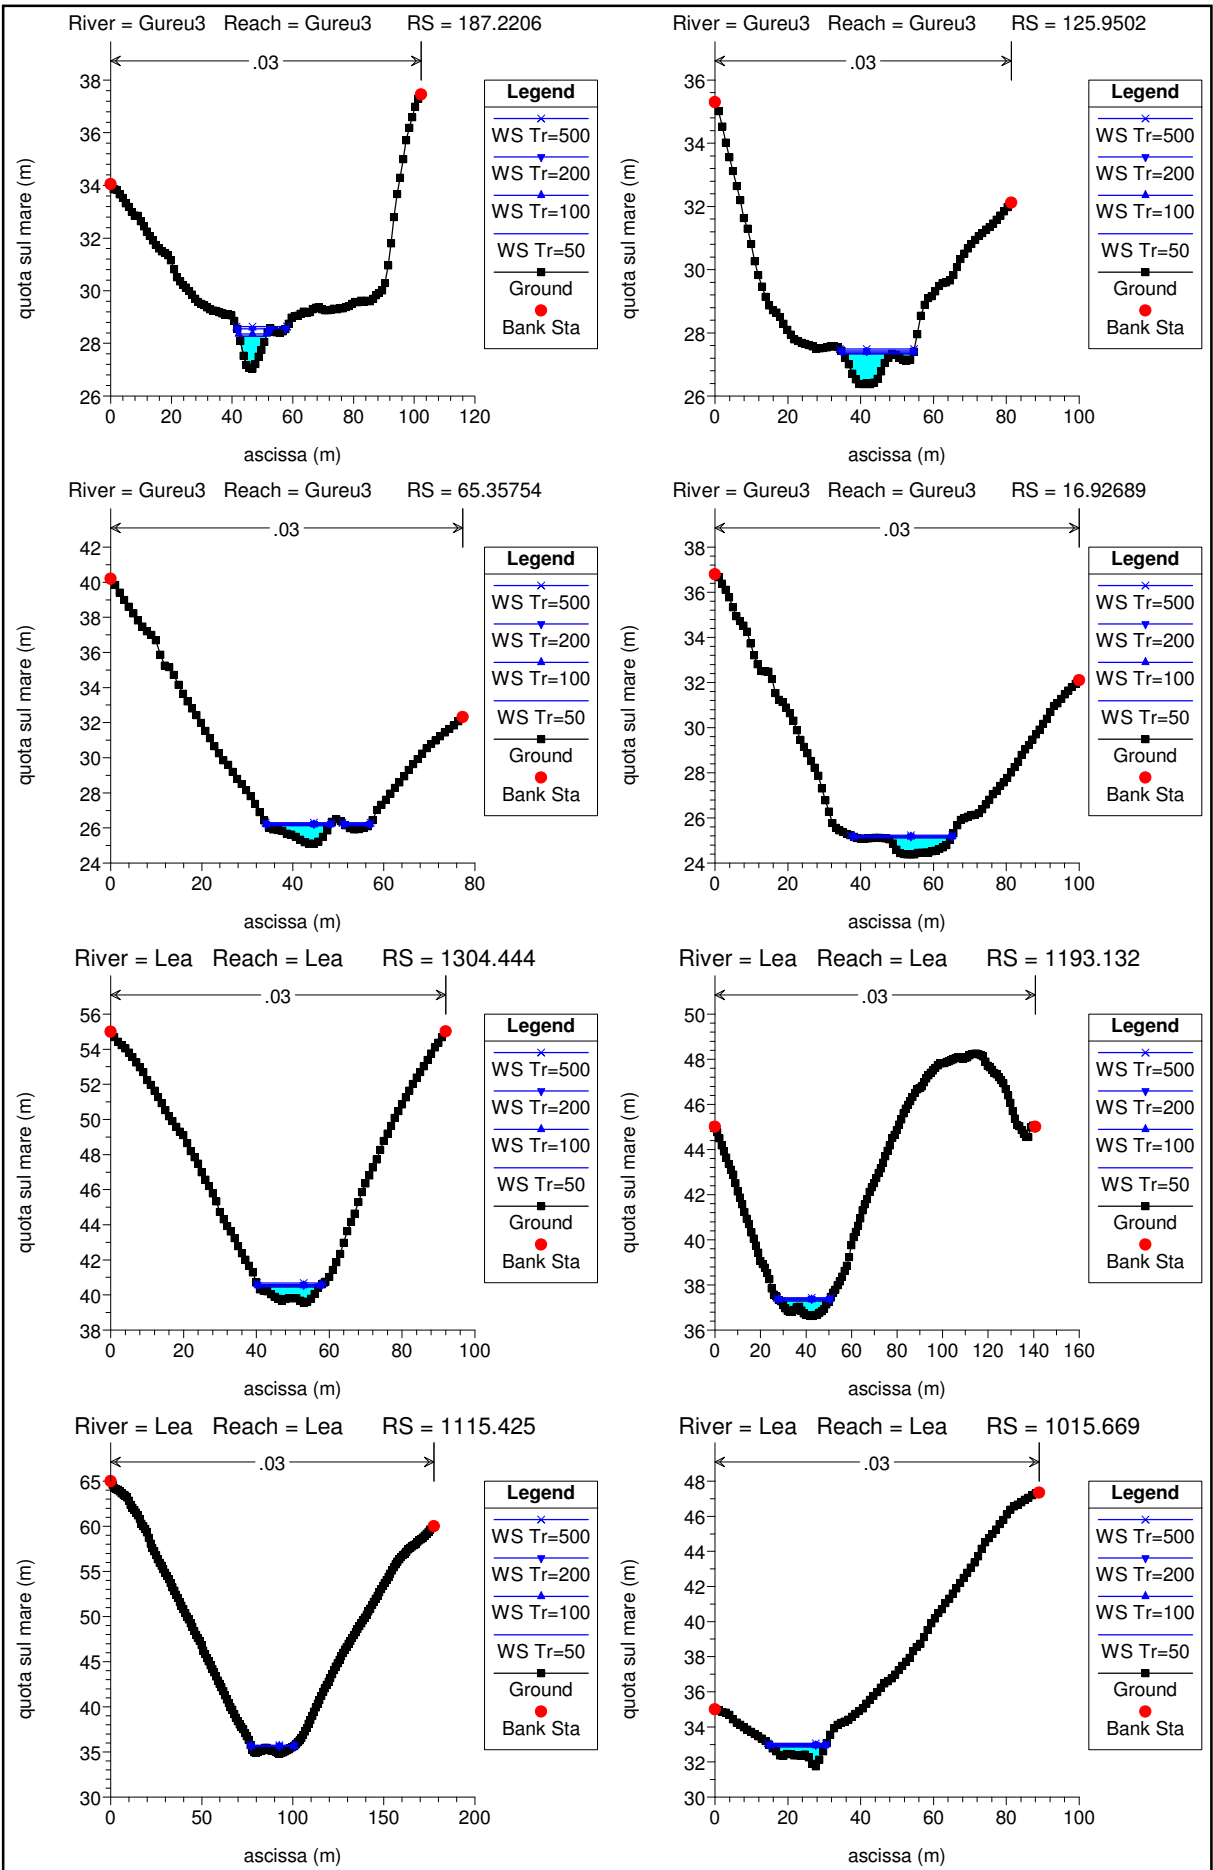 River = Gureu3 Reach = Gureu3 RS = 187.2206
.03
38
36
34
32
30
28
26
0 20 40 60 80 100 120
quota sul mare (m)
ascissa (m)
Legend
WS Tr=500
WS Tr=200
WS Tr=100
WS Tr=50
Ground
Bank Sta
River = Gureu3 Reach = Gureu3 RS = 125.9502
.03
36
34
32
30
28
26
0 20 40 60 80 100
quota sul mare (m)
ascissa (m)
Legend
WS Tr=500
WS Tr=200
WS Tr=100
WS Tr=50
Ground
Bank Sta
River = Gureu3 Reach = Gureu3 RS = 65.35754
.03
42
40
38
36
34
32
30
28
26
24
0 20 40 60 80
quota sul mare (m)
ascissa (m)
Legend
WS Tr=500
WS Tr=200
WS Tr=100
WS Tr=50
Ground
Bank Sta
River = Gureu3 Reach = Gureu3 RS = 16.92689
.03
38
36
34
32
30
28
26
24
0 20 40 60 80 100
quota sul mare (m)
ascissa (m)
Legend
WS Tr=500
WS Tr=200
WS Tr=100
WS Tr=50
Ground
Bank Sta
River = Lea Reach = Lea RS = 1304.444
.03
56
54
52
50
48
46
44
42
40
38
0 20 40 60 80 100
quota sul mare (m)
ascissa (m)
Legend
WS Tr=500
WS Tr=200
WS Tr=100
WS Tr=50
Ground
Bank Sta
River = Lea Reach = Lea RS = 1193.132
.03
50
48
46
44
42
40
38
36
0 20 40 60 80 100 120 140 160
quota sul mare (m)
ascissa (m)
Legend
WS Tr=500
WS Tr=200
WS Tr=100
WS Tr=50
Ground
Bank Sta
River = Lea Reach = Lea RS = 1115.425
.03
65
60
55
50
45
40
35
30
0 50 100 150 200
quota sul mare (m)
ascissa (m)
Legend
WS Tr=500
WS Tr=200
WS Tr=100
WS Tr=50
Ground
Bank Sta
River = Lea Reach = Lea RS = 1015.669
.03
48
46
44
42
40
38
36
34
32
30
0 20 40 60 80 100
quota sul mare (m)
ascissa (m)
Legend
WS Tr=500
WS Tr=200
WS Tr=100
WS Tr=50
Ground
Bank Sta